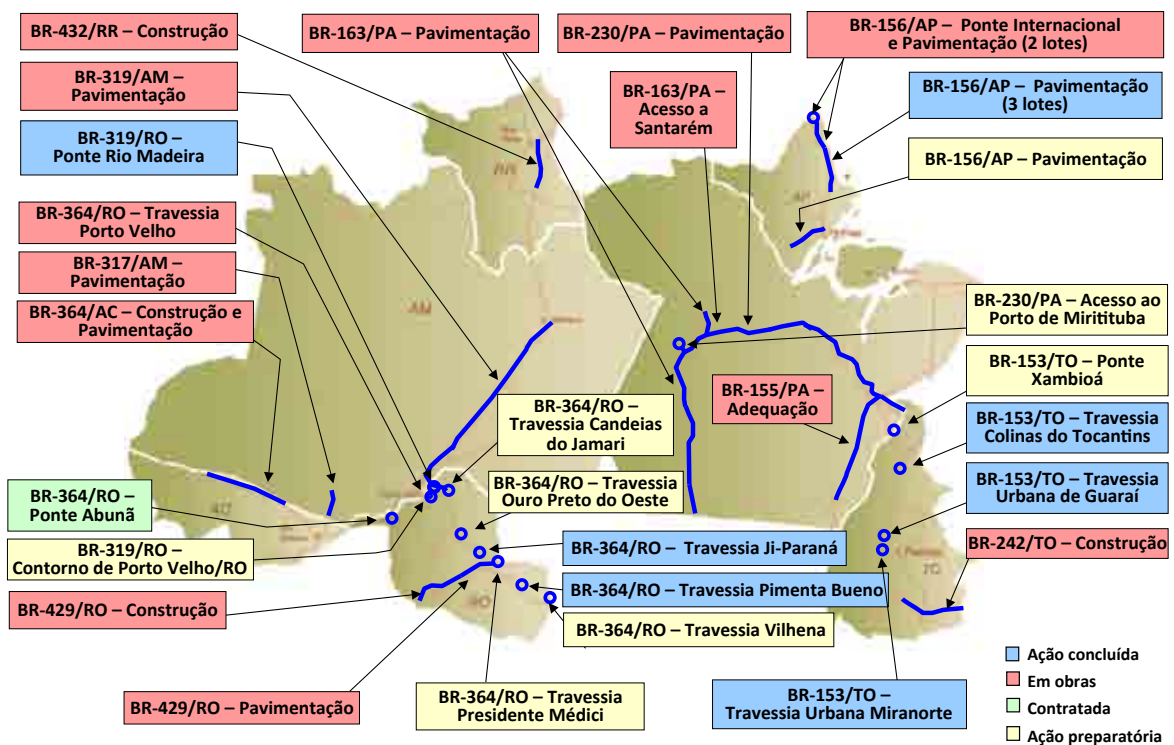 BR-432/RR – Construção
BR-163/PA – Pavimentação
BR-230/PA – Pavimentação
BR-156/AP – Ponte Internacional
e Pavimentação (2 lotes)
BR-319/AM –
Pavimentação
BR-163/PA –
Acesso a
Santarém
BR-156/AP – Pavimentação
(3 lotes)
BR-319/RO –
Ponte Rio Madeira
BR-156/AP – Pavimentação
RR
AP
BR-364/RO – Travessia
Porto Velho
BR-317/AM –
Pavimentação
BR-364/AC – Construção e
Pavimentação
AM
BR-230/PA – Acesso ao
Porto de Miritituba
BR-153/TO – Ponte
Xambioá
BR-155/PA –
Adequação
BR-364/RO –
Travessia Candeias
do Jamari
BR-153/TO – Travessia
Colinas do Tocantins
BR-364/RO – Travessia
Ouro Preto do Oeste
BR-153/TO – Travessia
Urbana de Guaraí
BR-364/RO –
Ponte Abunã
AC
BR-319/RO –
Contorno de Porto Velho/RO
BR-364/RO – Travessia Ji-Paraná
BR-242/TO – Construção
TO
BR-429/RO – Construção
RO
BR-364/RO – Travessia Pimenta Bueno
BR-364/RO – Travessia Vilhena
BR-429/RO – Pavimentação
BR-364/RO – Travessia
Presidente Médici
BR-153/TO –
Travessia Urbana Miranorte
Ação concluída
Em obras
Contratada
Ação preparatória